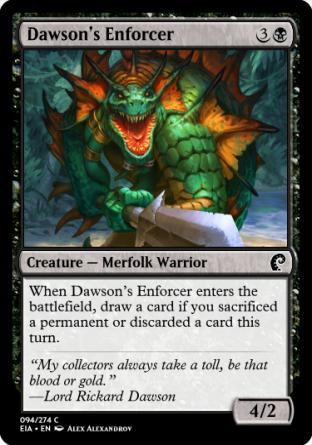 Dawson's Enforcer 3
Creature — Merfolk Warrior
When Dawson's Enforcer enters the
battlefield, draw a card if you sacrificed
a permanent or discarded a card this
turn.
“My collectors always take a toll, be that
blood or gold.”
—Lord Rickard Dawson
4/2
094/274 C
EIA • EN Alex Alexandrov